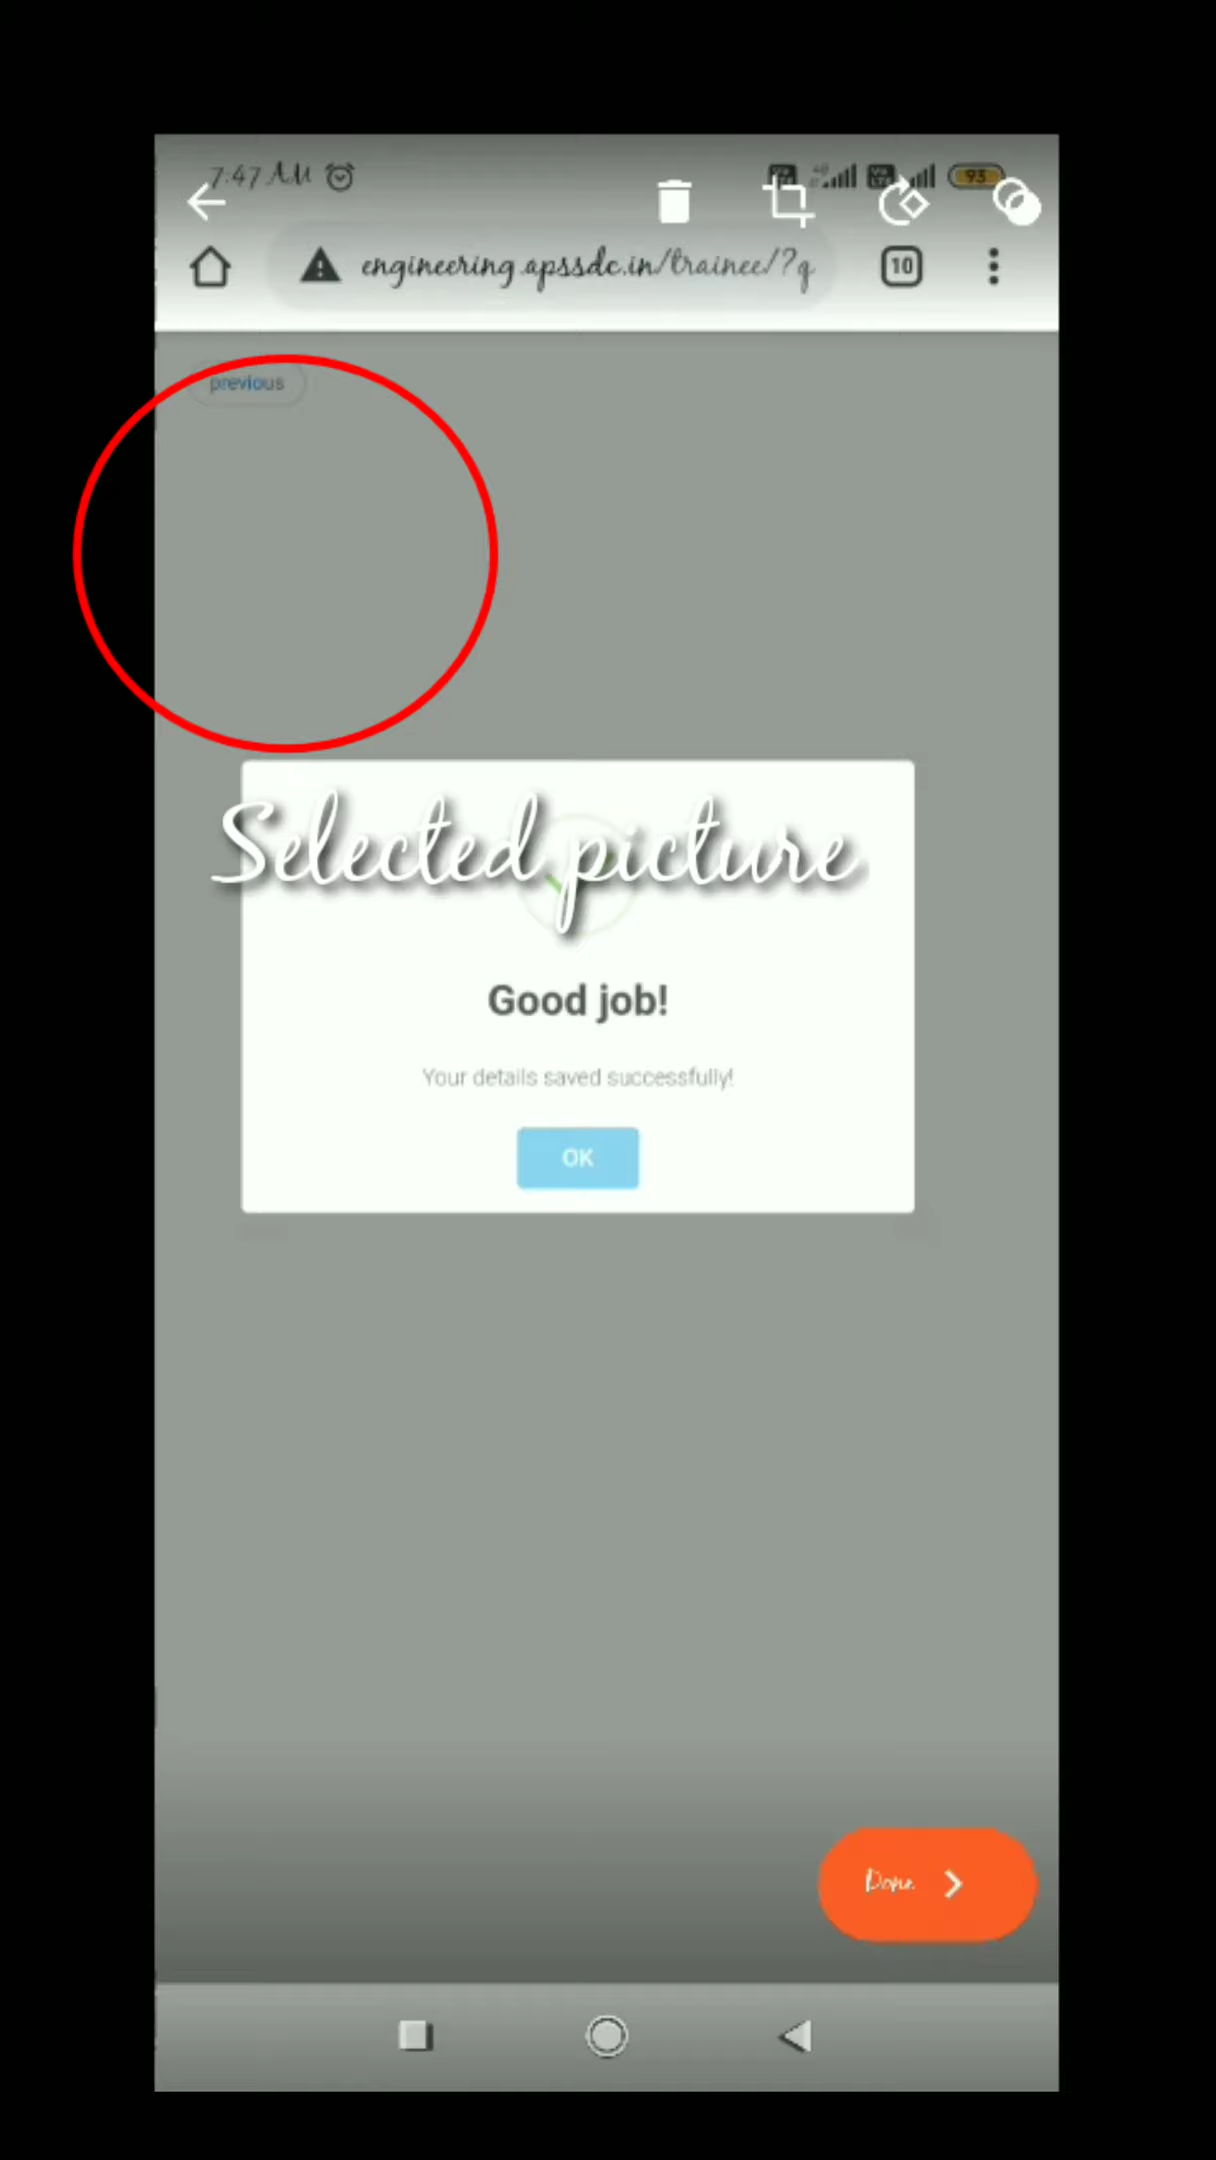 7:47 AM
93
engineering.apssdc.in/trainee/?q
10
previous
Selected picture
Good job!
Your details saved successfully!
OK
Done